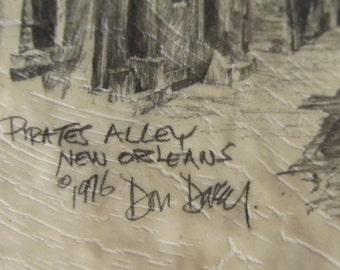 PIRATES ALLEY
NEW ORLEANS
©1976 Don Davey.